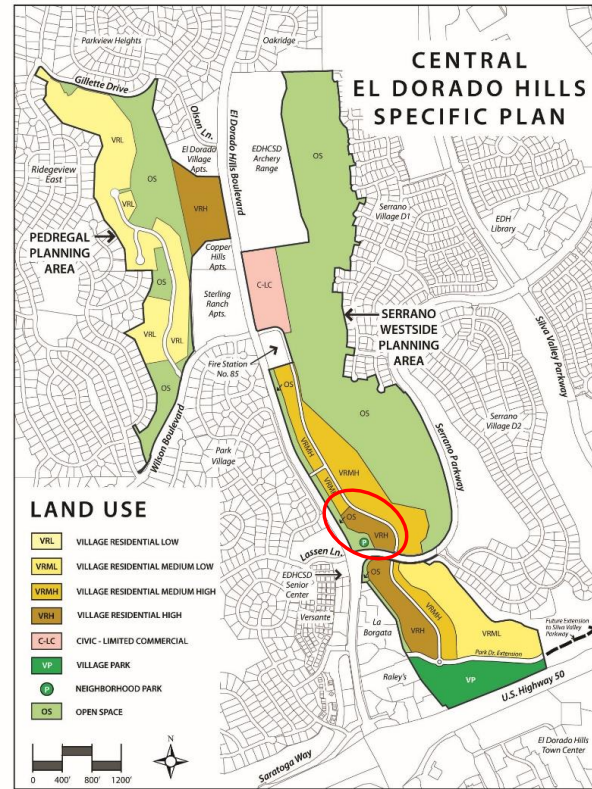 CENTRAL
EL DORADO HILLS
SPECIFIC PLAN
Parkview Heights
Oakridge
Gillette Drive
Olson Ln.
El Dorado Hills Boulevard
VRL
El Dorado
Village
Apts.
EDHCSD
Archery
Range
OS
Ridgeview
East
OS
VRH
VRL
Serrano
Village D1
EDH
Library
PEDREGAL
PLANNING
AREA
Copper
Hills
Apts.
OS
C-LC
Sterling
Ranch
Apts.
SERRANO
WESTSIDE
PLANNING
AREA
Silva Valley Parkway
VRL
VRL
Fire Station
No. 85
OS
OS
OS
Wilson Boulevard
Park
Village
VRMH
VRMH
VRMH
Serrano Parkway
Serrano
Village D2
OS
VRH
P
Lassen Ln.
EDHCSD
Senior
Center
OS
Versante
La
Borgata
VRH
VRMH
VRML
Future Extension
to Silva Valley
Parkway
Park Dr. Extension
Raley's
VP
U.S. Highway 50
El Dorado Hills
Town Center
Saratoga Way
LAND USE
VRL VILLAGE RESIDENTIAL LOW
VRML VILLAGE RESIDENTIAL MEDIUM LOW
VRMH VILLAGE RESIDENTIAL MEDIUM HIGH
VRH VILLAGE RESIDENTIAL HIGH
C-LC CIVIC - LIMITED COMMERCIAL
VP VILLAGE PARK
P NEIGHBORHOOD PARK
OS OPEN SPACE
N
0 400' 800' 1200'